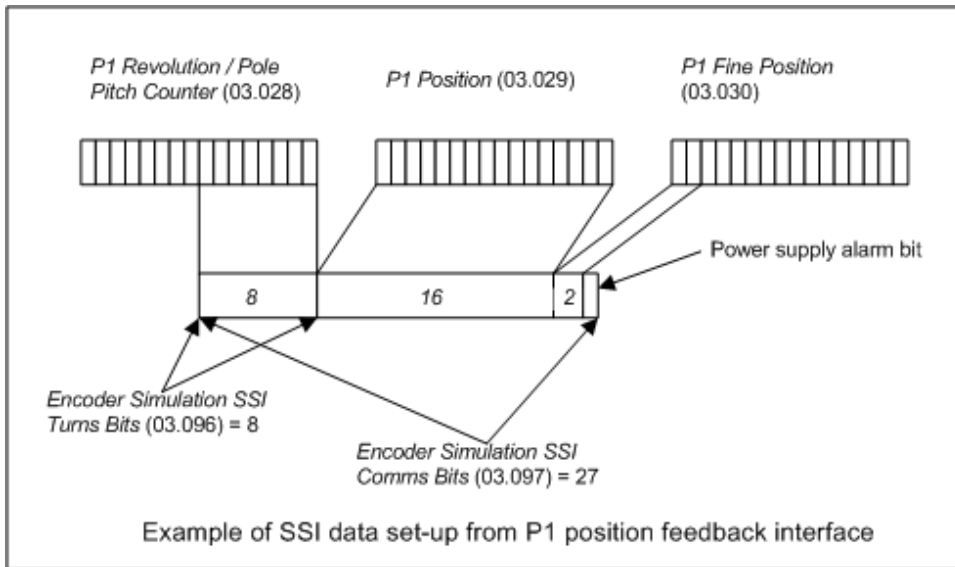 P1 Revolution / Pole
Pitch Counter (03.028)
P1 Position (03.029)
P1 Fine Position
(03.030)
Power supply alarm bit
8
16
2
Encoder Simulation SSI
Turns Bits (03.096) = 8
Encoder Simulation SSI
Comms Bits (03.097) = 27
Example of SSI data set-up from P1 position feedback interface